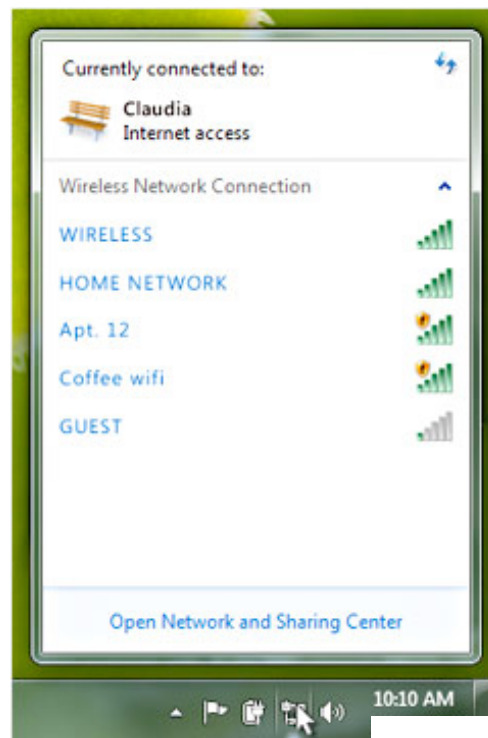 Currently connected to:
Claudia
Internet access
Wireless Network Connection
WIRELESS
HOME NETWORK
Apt. 12
Coffee wifi
GUEST
Open Network and Sharing Center
10:10 AM